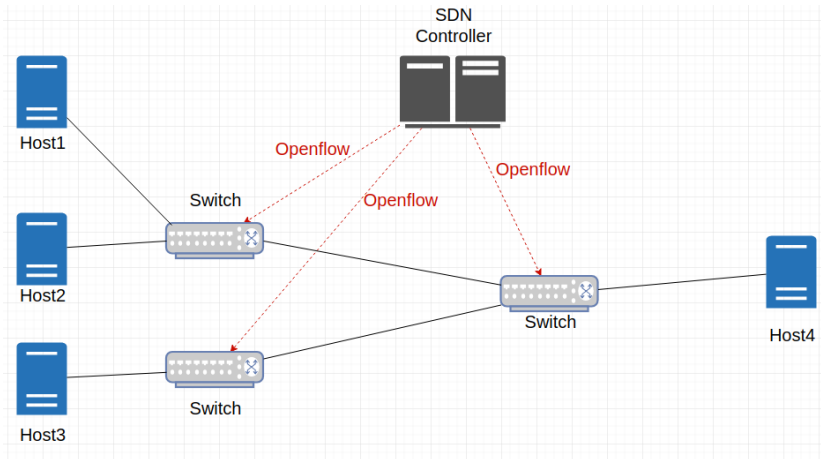 SDN
Controller
Host1
Openflow
Openflow
Switch
Openflow
Host2
Switch
Host4
Switch
Host3